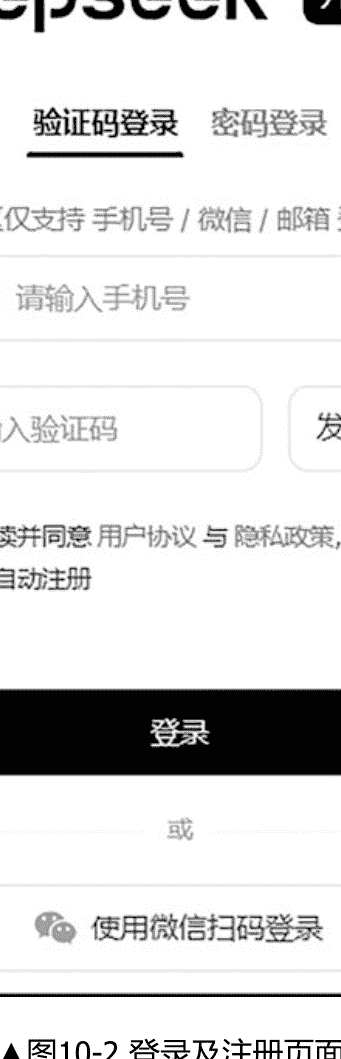 epseek
验证码登录 密码登录
仅支持 手机号 / 微信 / 邮箱
请输入手机号
入验证码
发
读并同意 用户协议 与 隐私政策,
自动注册
登录
或
使用微信扫码登录
▲图10-2 登录及注册页面